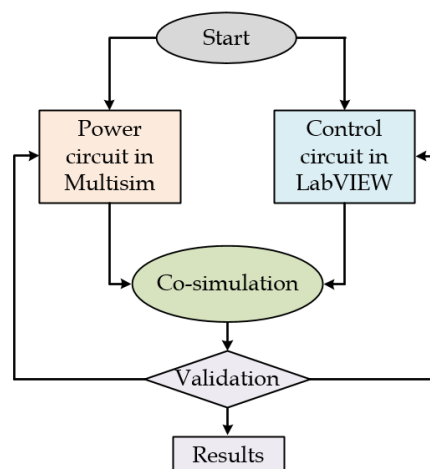 Start
Power
circuit in
Multisim
Control
circuit in
LabVIEW
Co-simulation
Validation
Results